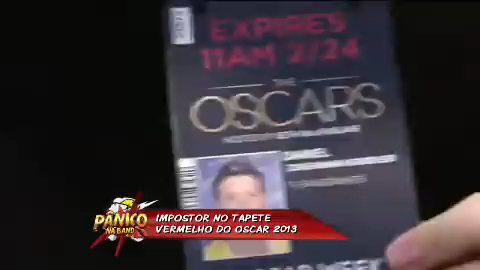 EXPIRES
11AM 2/24
THE
OSCARS
PÂNICO
NA BAND
IMPOSTOR NO TAPETE
VERMELHO DO OSCAR 2013